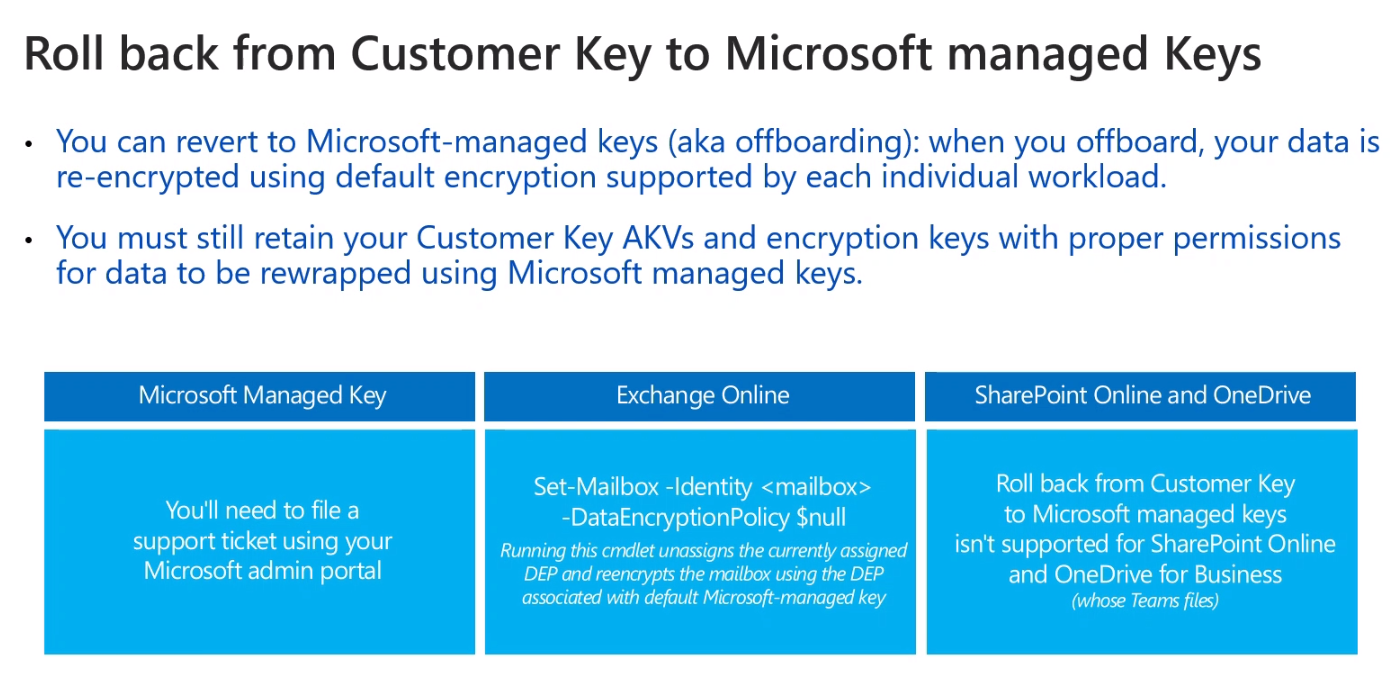 Roll back from Customer Key to Microsoft managed Keys
• You can revert to Microsoft-managed keys (aka offboarding): when you offboard, your data is
re-encrypted using default encryption supported by each individual workload.
• You must still retain your Customer Key AKVs and encryption keys with proper permissions
for data to be rewrapped using Microsoft managed keys.
Microsoft Managed Key
You'll need to file a
support ticket using your
Microsoft admin portal
Exchange Online
Set-Mailbox -Identity <mailbox>
-DataEncryptionPolicy $null
Running this cmdlet unassigns the currently assigned
DEP and reencrypts the mailbox using the DEP
associated with default Microsoft-managed key
SharePoint Online and OneDrive
Roll back from Customer Key
to Microsoft managed keys
isn't supported for SharePoint Online
and OneDrive for Business
(whose Teams files)